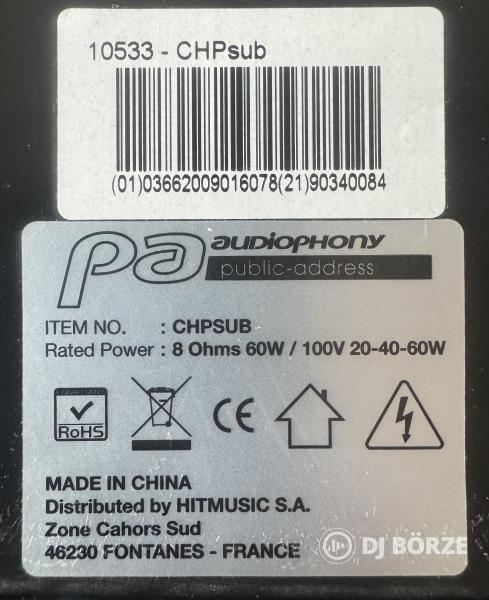 10533 - CHPsub
(01)03662009016078(21)90340084
pa audiophony
public-address
ITEM NO. : CHPSUB
Rated Power : 8 Ohms 60W / 100V 20-40-60W
COMPLIANT
RoHS
CE
MADE IN CHINA
Distributed by HITMUSIC S.A.
Zone Cahors Sud
46230 FONTANES - FRANCE
DJ BÖRZE